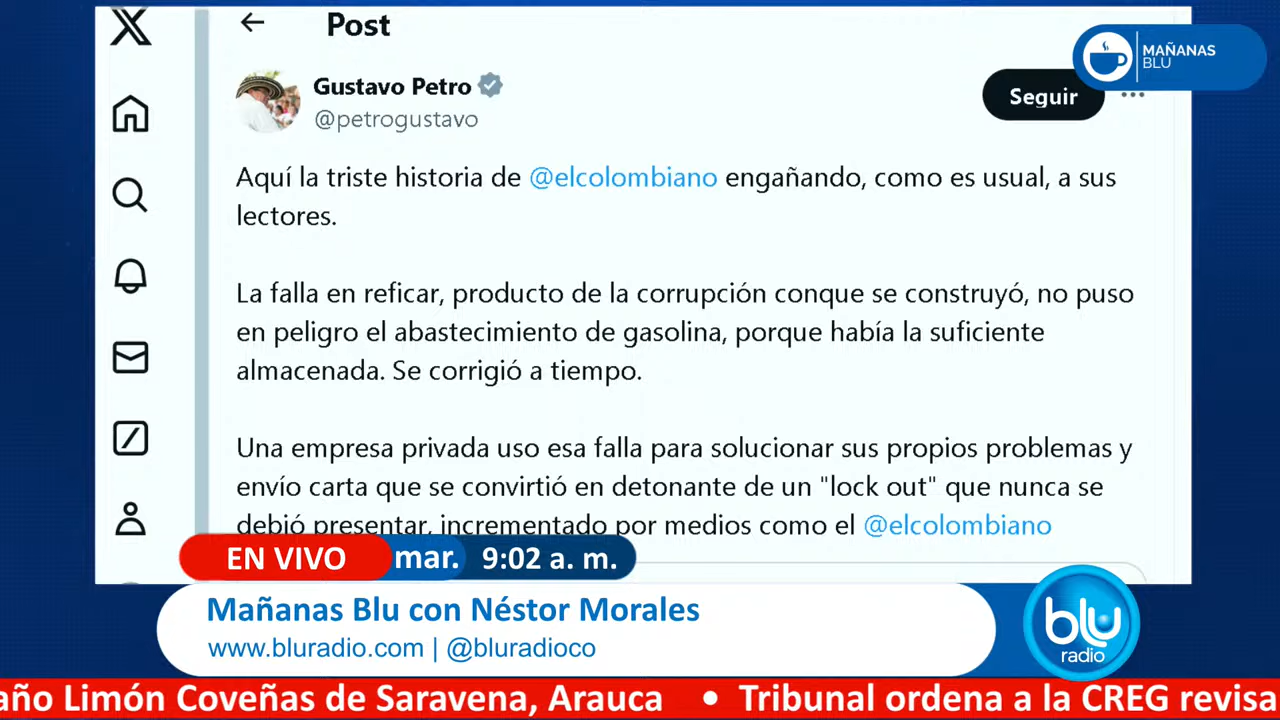 Post
MAÑANAS
BLU
Gustavo Petro
@petrogustavo
Seguir
Aquí la triste historia de @elcolombiano engañando, como es usual, a sus
lectores.
La falla en reficar, producto de la corrupción conque se construyó, no puso
en peligro el abastecimiento de gasolina, porque había la suficiente
almacenada. Se corrigió a tiempo.
Una empresa privada uso esa falla para solucionar sus propios problemas y
envío carta que se convirtió en detonante de un "lock out" que nunca se
debió presentar, incrementado por medios como el @elcolombiano
EN VIVO mar. 9:02 a. m.
Mañanas Blu con Néstor Morales
www.bluradio.com | @bluradioco
blu
radio
año Limón Coveñas de Saravena, Arauca • Tribunal ordena a la CREG revisa